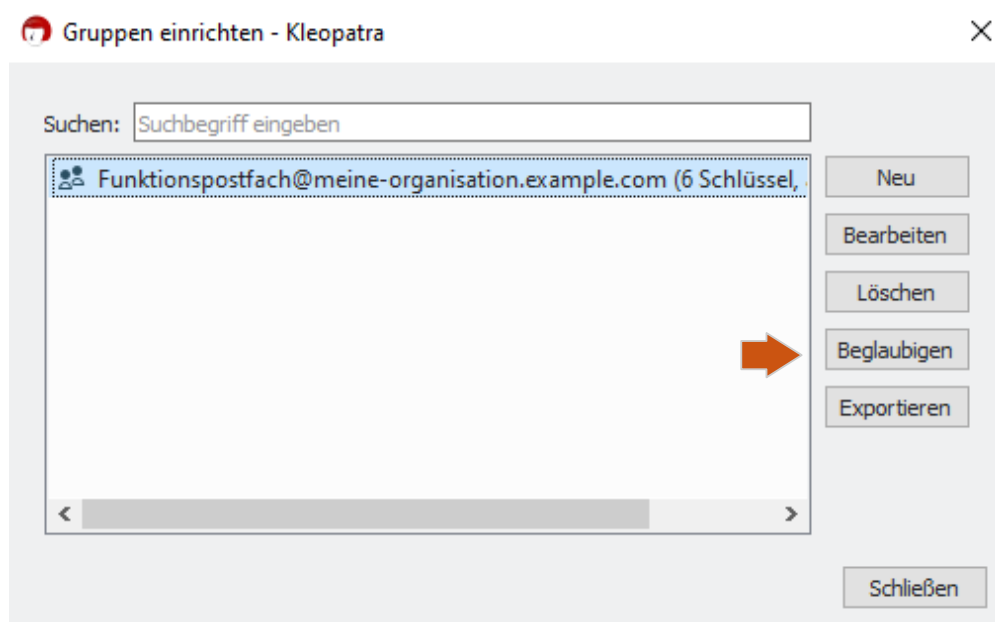 Gruppen einrichten - Kleopatra
Suchen: Suchbegriff eingeben
Funktionspostfach@meine-organisation.example.com (6 Schlüssel,
Neu
Bearbeiten
Löschen
Beglaubigen
Exportieren
Schließen